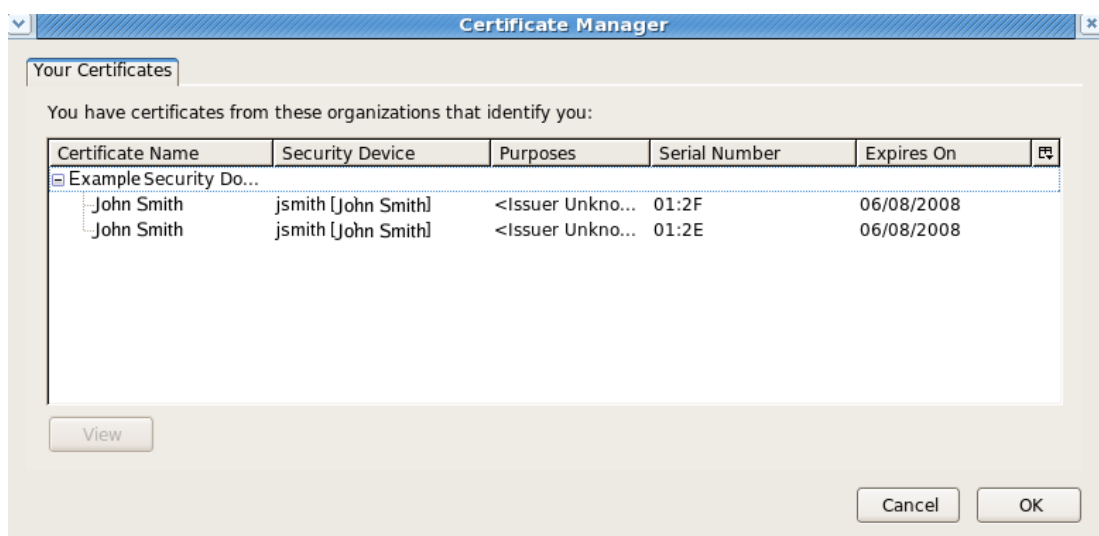 Certificate Manager
Your Certificates
You have certificates from these organizations that identify you:
Certificate Name Security Device Purposes Serial Number Expires On
Example Security Do...
John Smith jsmith [John Smith] <Issuer Unkno... 01:2F 06/08/2008
John Smith jsmith [John Smith] <Issuer Unkno... 01:2E 06/08/2008
View
Cancel OK